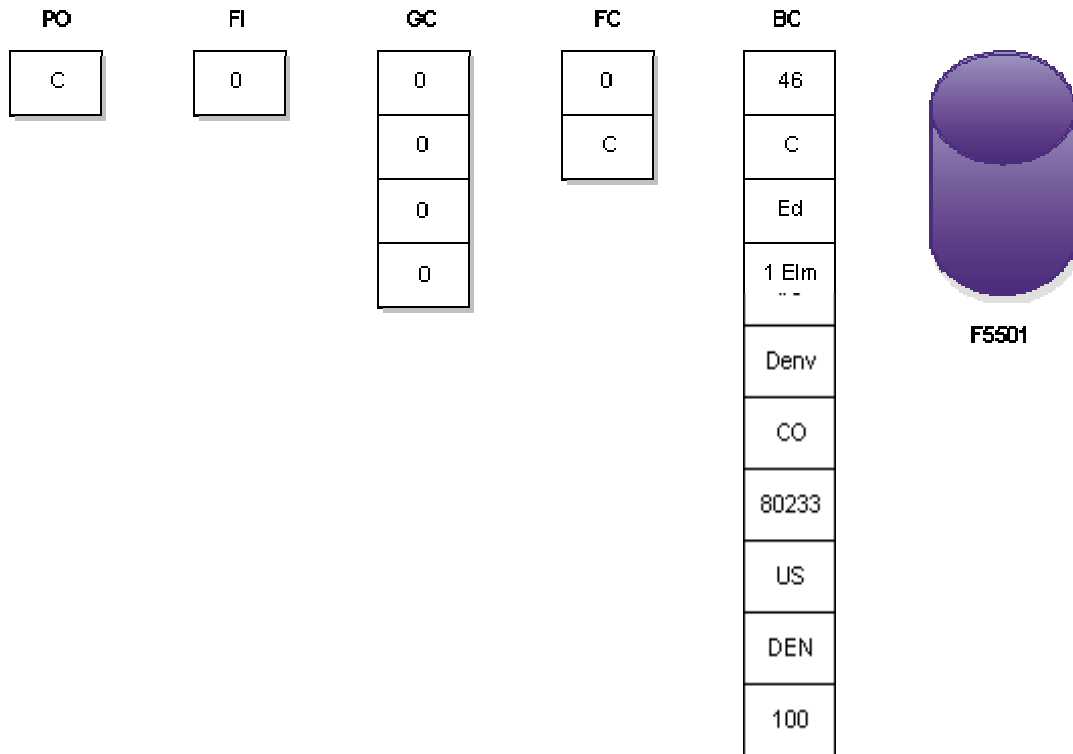 PO FI GC FC BC
C 0 0 0 46
0 C C
0 Ed
0 1 Elm
F5501
Denv
CO
80233
US
DEN
100